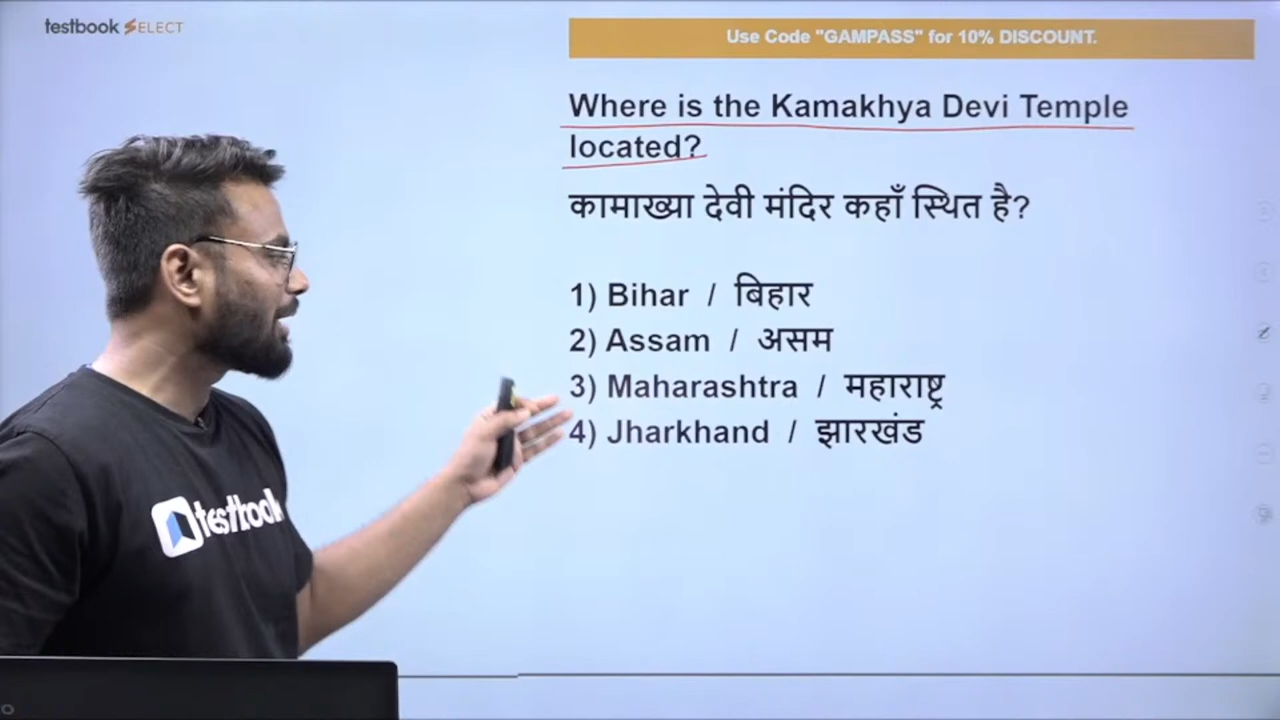 testbook SELECT
Use Code "GAMPASS" for 10% DISCOUNT.
Where is the Kamakhya Devi Temple
located?
कामाख्या देवी मंदिर कहाँ स्थित है?
1) Bihar / बिहार
2) Assam / असम
3) Maharashtra / महाराष्ट्र
4) Jharkhand / झारखंड
testbook